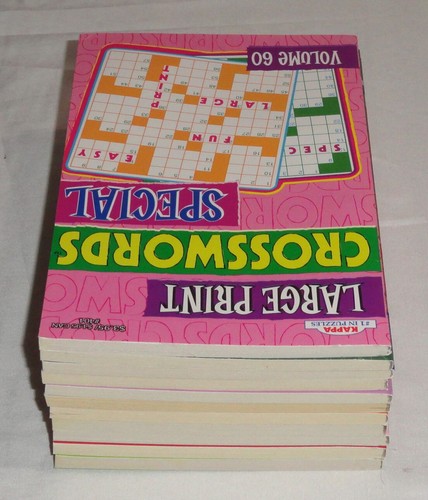 KAPPA
#1 IN PUZZLES
LARGE PRINT
CROSSWORDS
SPECIAL
VOLUME 60
EASY
FUN
LARGE
PRINT
SPEC